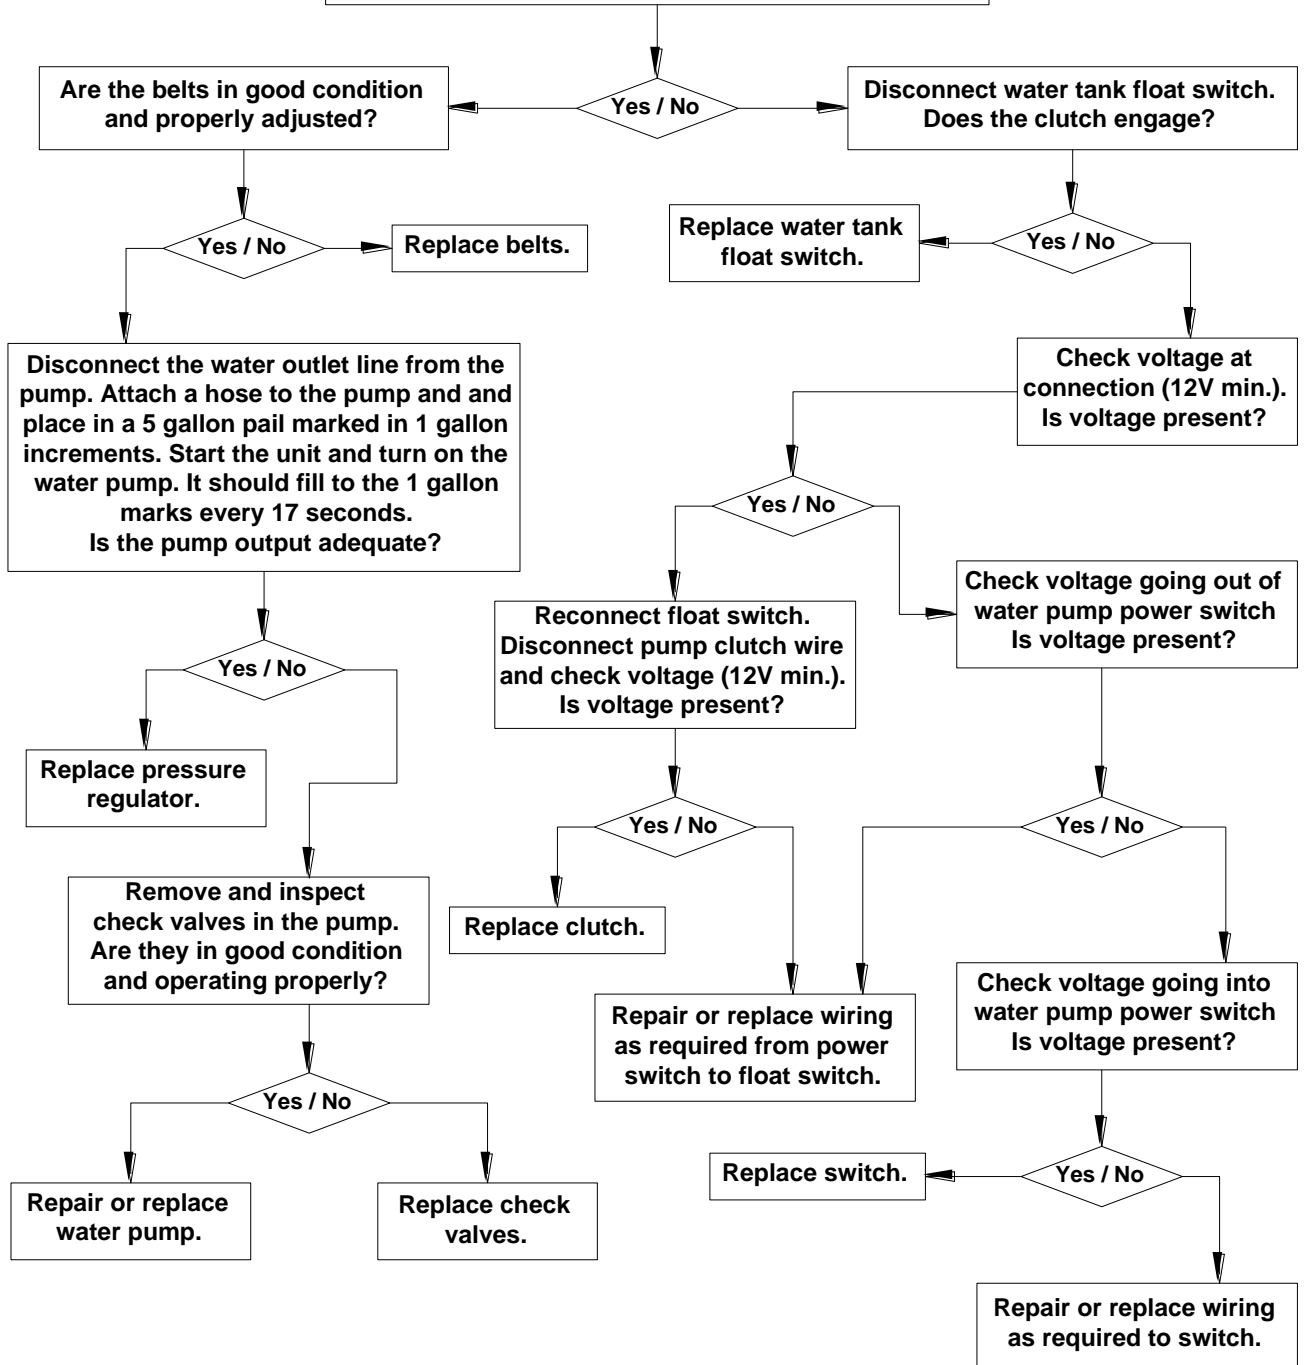 Yes / No
Are the belts in good condition
and properly adjusted?
Disconnect water tank float switch.
Does the clutch engage?
Yes / No
Replace belts.
Replace water tank
float switch.
Yes / No
Disconnect the water outlet line from the
pump. Attach a hose to the pump and and
place in a 5 gallon pail marked in 1 gallon
increments. Start the unit and turn on the
water pump. It should fill to the 1 gallon
marks every 17 seconds.
Is the pump output adequate?
Check voltage at
connection (12V min.).
Is voltage present?
Yes / No
Reconnect float switch.
Disconnect pump clutch wire
and check voltage (12V min.).
Is voltage present?
Check voltage going out of
water pump power switch
Is voltage present?
Yes / No
Replace pressure
regulator.
Yes / No
Yes / No
Remove and inspect
check valves in the pump.
Are they in good condition
and operating properly?
Replace clutch.
Repair or replace wiring
as required from power
switch to float switch.
Check voltage going into
water pump power switch
Is voltage present?
Yes / No
Replace switch.
Yes / No
Repair or replace
water pump.
Replace check
valves.
Repair or replace wiring
as required to switch.